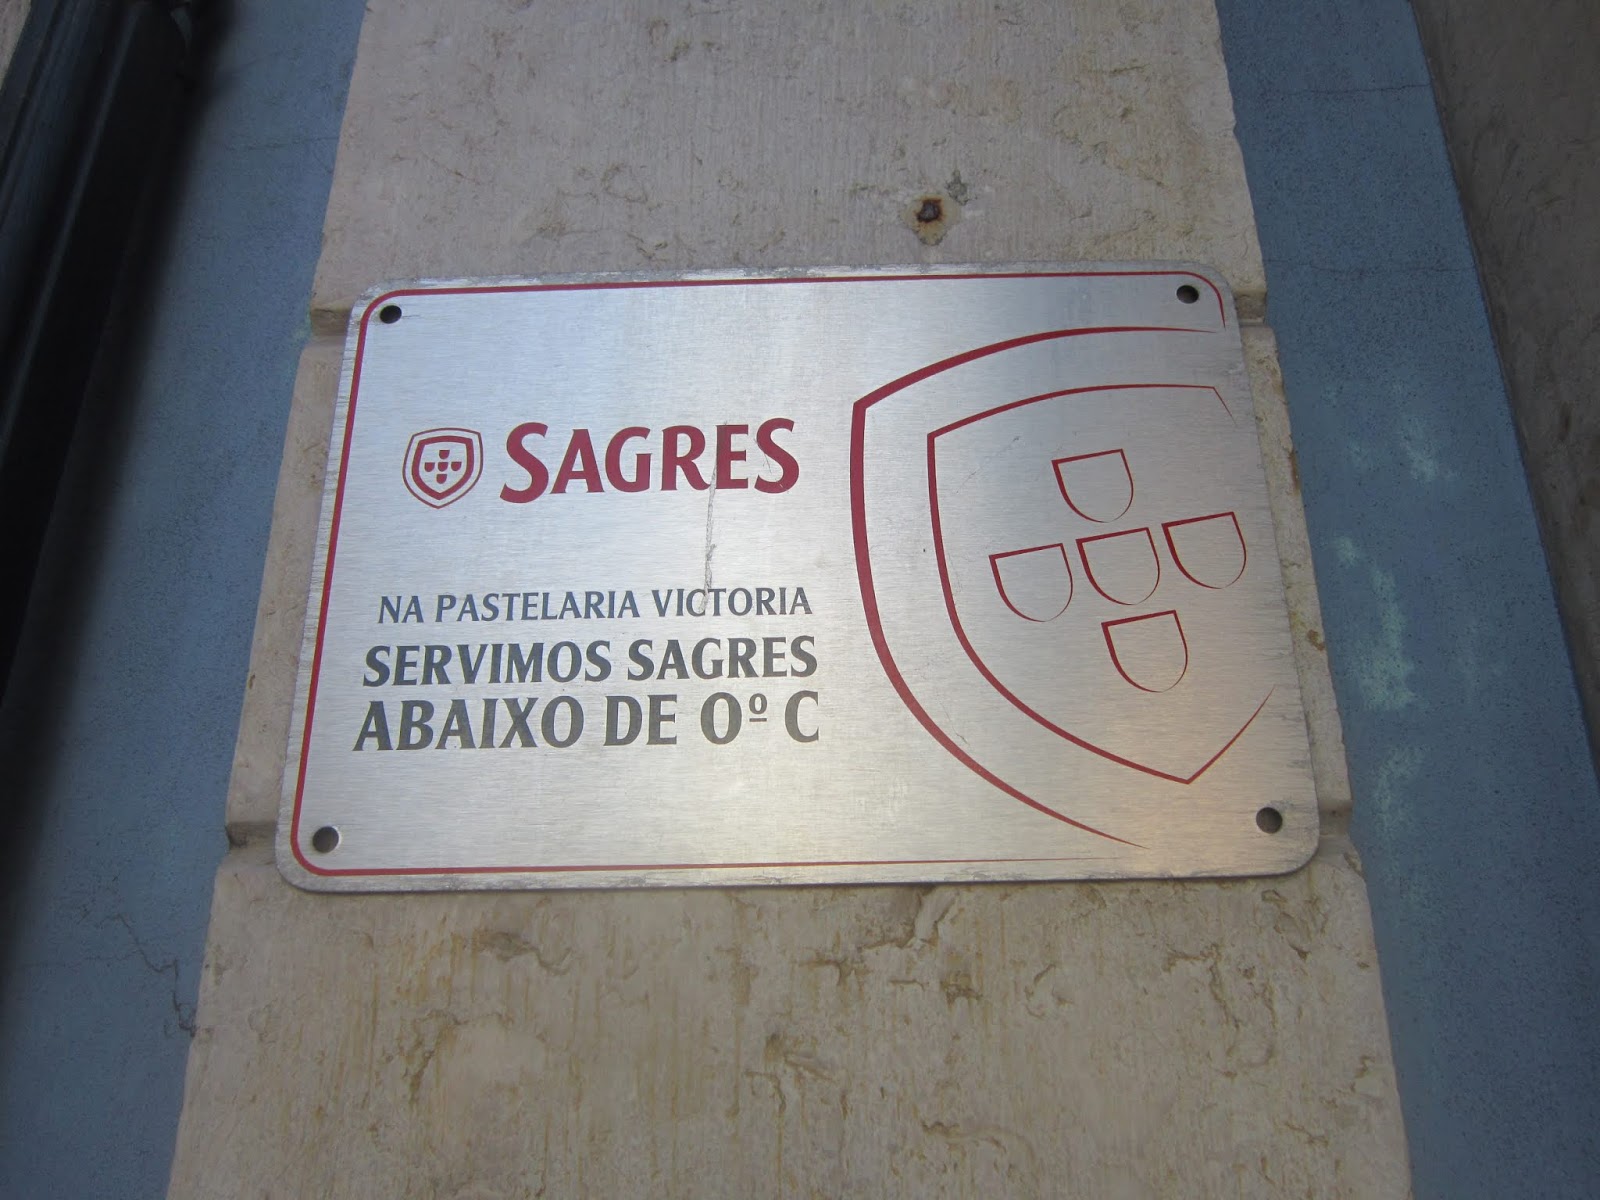 SAGRES
NA PASTELARIA VICTORIA
SERVIMOS SAGRES
ABAIXO DE 0º C